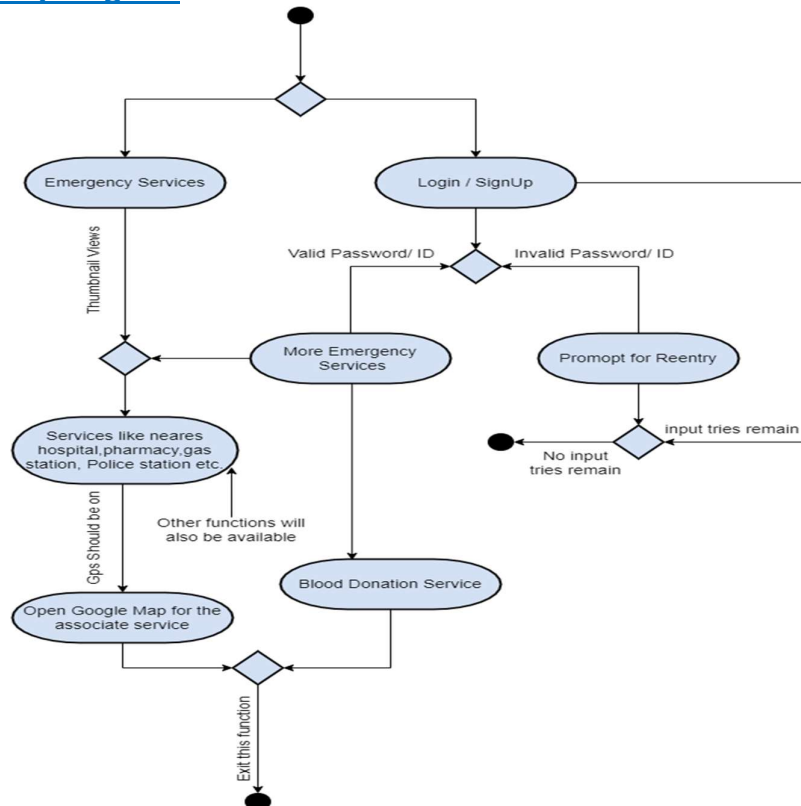 Emergency Services
Login / SignUp
Thumbnail Views
Valid Password/ ID
Invalid Password/ ID
More Emergency
Services
Promopt for Reentry
Services like neares
hospital,pharmacy,gas
station, Police station etc.
input tries remain
No input
tries remain
Other functions will
also be available
Gps Should be on
Blood Donation Service
Open Google Map for the
associate service
Exit this function